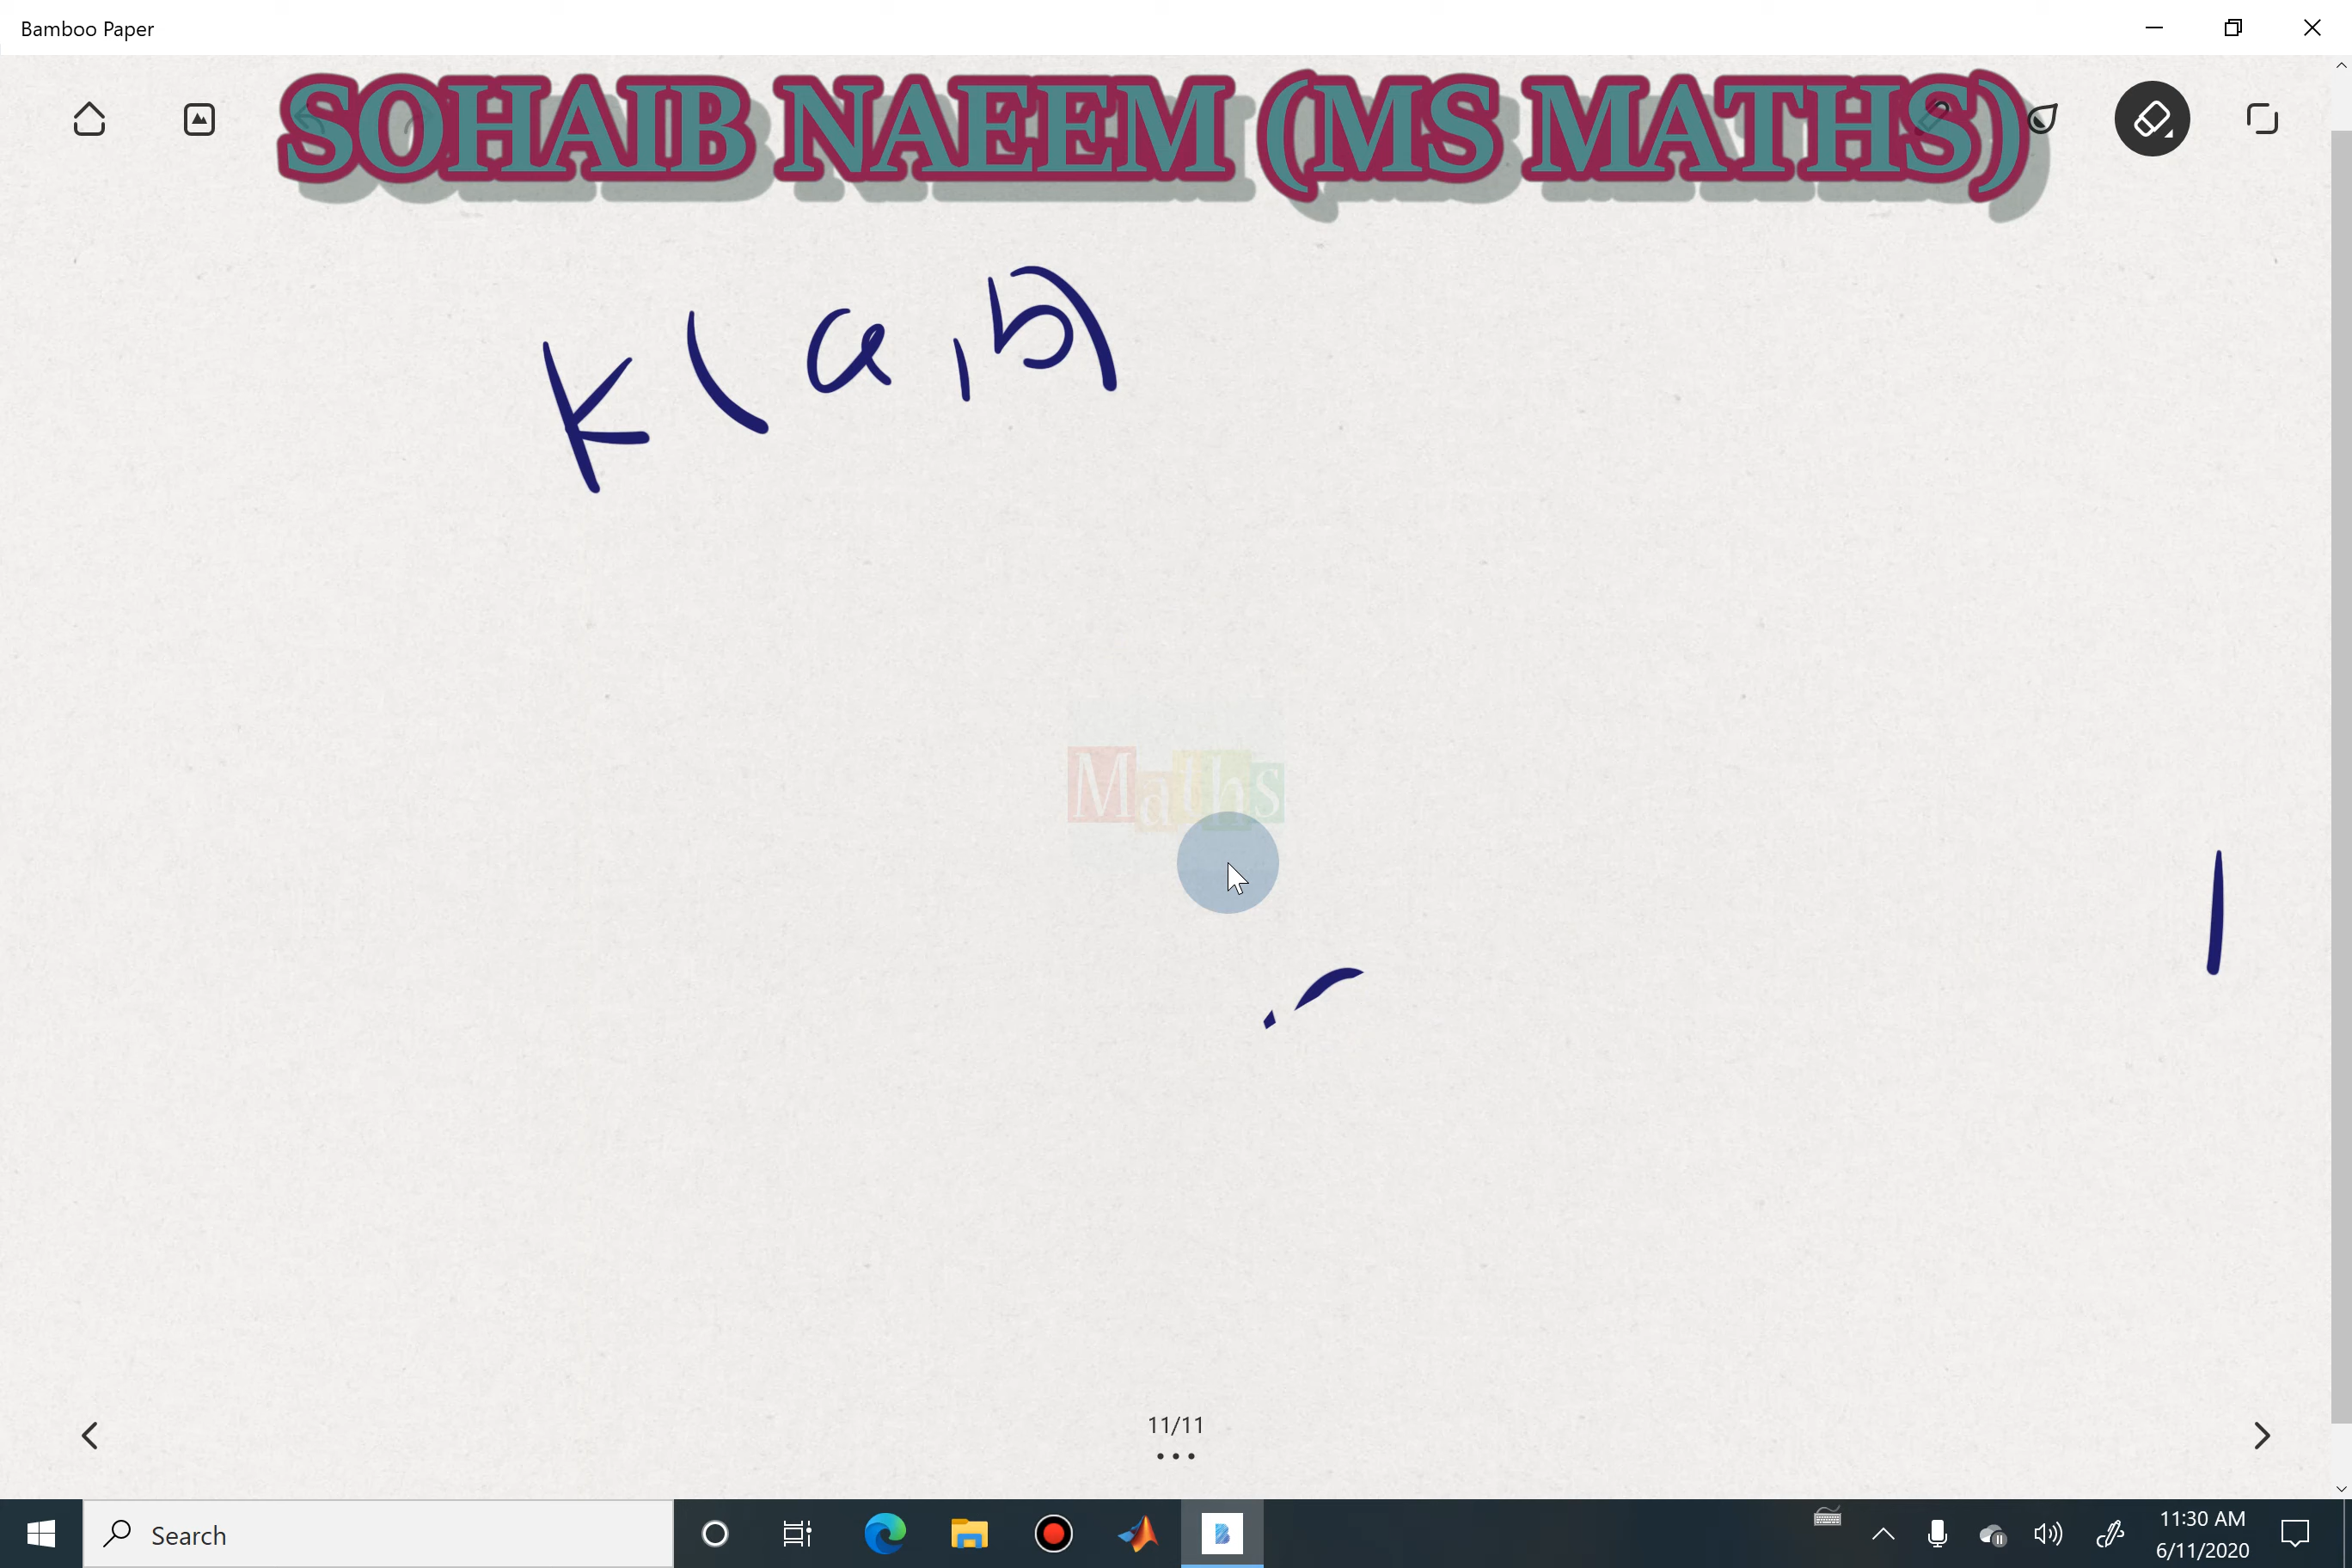 Bamboo Paper
SOHAIB NAEEM (MS MATHS)
K(a,b)
Maths
11/11
Search
11:30 AM
6/11/2020